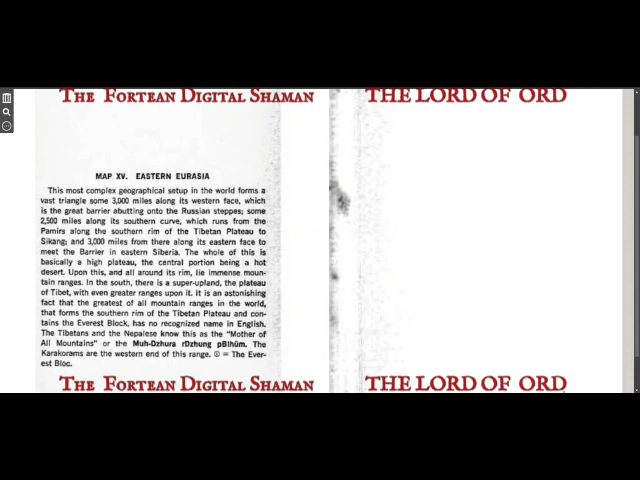 THE FORTEAN DIGITAL SHAMAN
THE LORD OF ORD
MAP XV. EASTERN EURASIA
This most complex geographical setup in the world forms a
vast triangle some 3,000 miles along its western face, which
is the great barrier abutting onto the Russian steppes; some
2,500 miles along its southern curve, which runs from the
Pamirs along the southern rim of the Tibetan Plateau to
Sikang; and 3,000 miles from there along its eastern face to
meet the Barrier in eastern Siberia. The whole of this is
basically a high plateau, the central portion being a hot
desert. Upon this, and all around its rim, lie immense moun-
tain ranges. In the south, there is a super-upland, the plateau
of Tibet, with even greater ranges upon it. It is an astonishing
fact that the greatest of all mountain ranges in the world,
that forms the southern rim of the Tibetan Plateau and con-
tains the Everest Block, has no recognized name in English.
The Tibetans and the Nepalese know this as the "Mother of
All Mountains" or the Muh-Dzhura rDzhung pBlhüm. The
Karakorams are the western end of this range. ① = The Ever-
est Bloc.
THE FORTEAN DIGITAL SHAMAN
THE LORD OF ORD